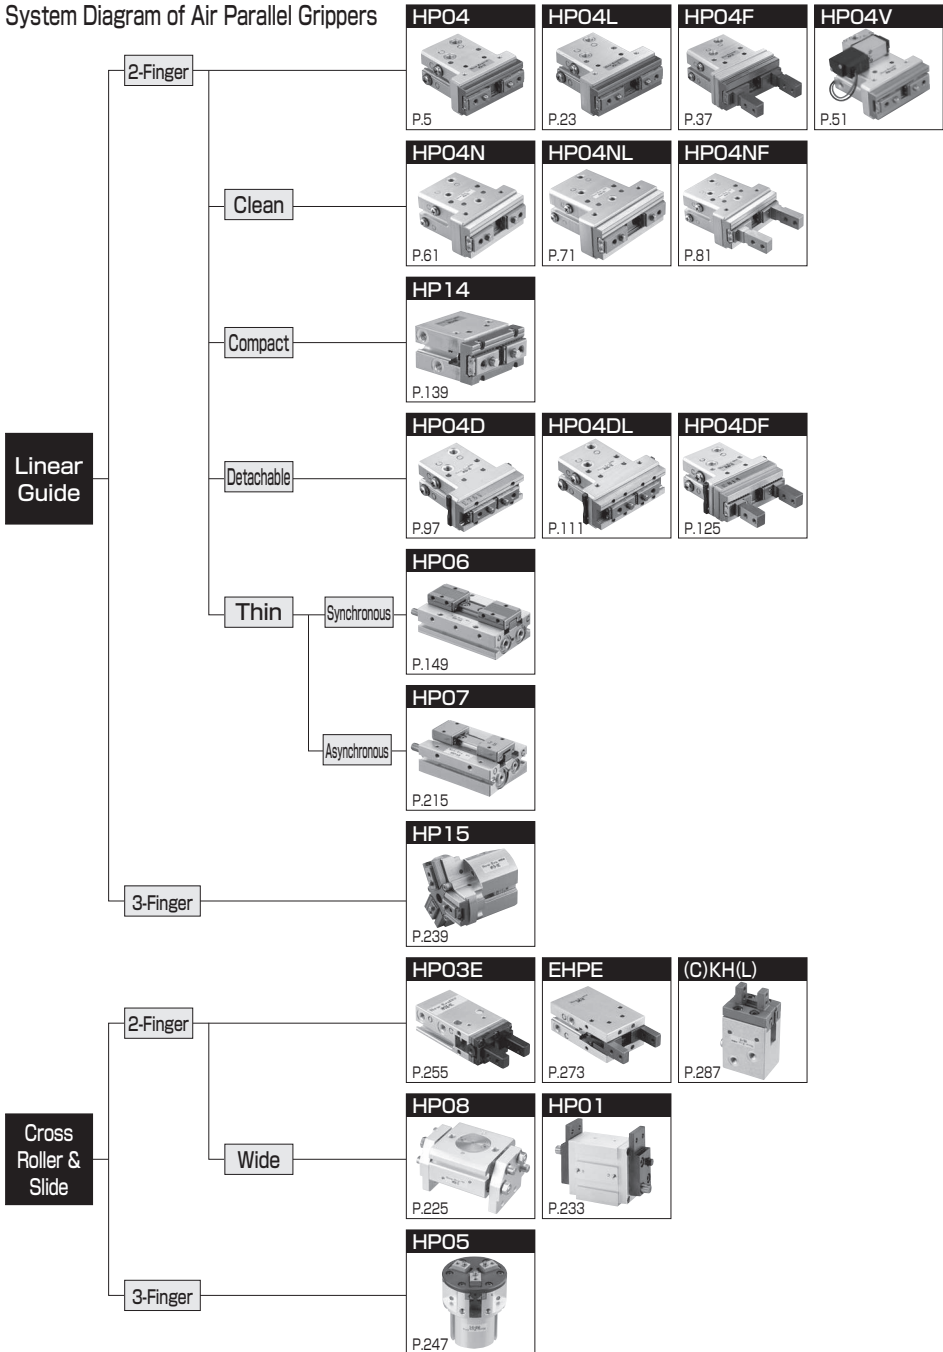 System Diagram of Air Parallel Grippers
HP04
HP04L
HP04F
HP04V
2-Finger
P.5
P.23
P.37
P.51
HP04N
HP04NL
HP04NF
Clean
P.61
P.71
P.81
HP14
Compact
P.139
HP04D
HP04DL
HP04DF
Linear
Guide
Detachable
P.97
P.111
P.125
HP06
Thin
Synchronous
P.149
HP07
Asynchronous
P.215
HP15
3-Finger
P.239
HP03E
EHPE
(C)KH(L)
2-Finger
P.255
P.273
P.287
HP08
HP01
Cross
Roller &
Slide
Wide
P.225
P.233
HP05
3-Finger
P.247